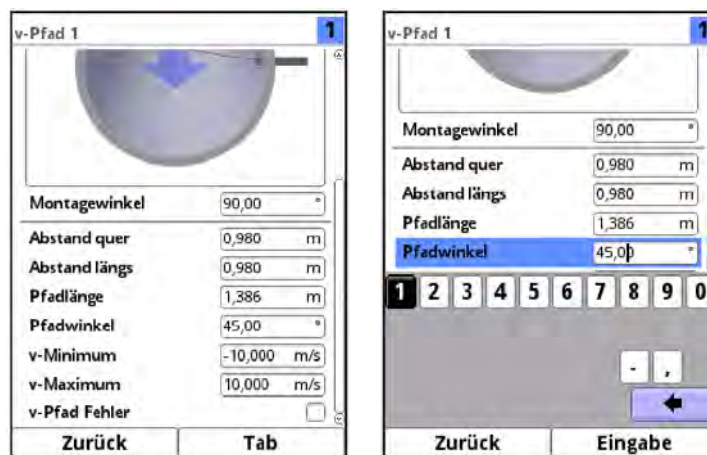 v-Pfad 1
1
Montagewinkel 90,00 °
Abstand quer 0,980 m
Abstand längs 0,980 m
Pfadlänge 1,386 m
Pfadwinkel 45,00 °
v-Minimum -10,000 m/s
v-Maximum 10,000 m/s
v-Pfad Fehler
Zurück Tab
v-Pfad 1
1
Montagewinkel 90,00 °
Abstand quer 0,980 m
Abstand längs 0,980 m
Pfadlänge 1,386 m
Pfadwinkel 45,00 °
1 2 3 4 5 6 7 8 9 0
- ,
Zurück Eingabe